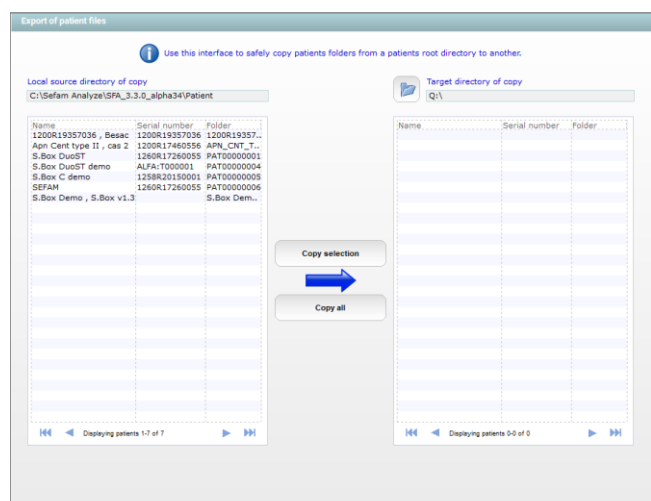 Export of patient files
Use this interface to safely copy patients folders from a patients root directory to another.
Local source directory of copy
C:\Sefam Analyze\SFA_3.3.0_alpha34\Patient
Name Serial number Folder
1200R19357036 , Besac 1200R19357036 1200R19357..
Apn Cent type II , cas 2 1200R17460556 APN_CNT_T..
S.Box DuoST 1260R17260055 PAT00000001
S.Box DuoST demo ALFA:T000001 PAT00000004
S.Box C demo 1258R20150001 PAT00000005
SEFAM 1260R17260055 PAT00000006
S.Box Demo , S.Box v1.3 S.Box Dem..
Displaying patients 1-7 of 7
Copy selection
Copy all
Target directory of copy
Q:\
Name Serial number Folder
Displaying patients 0-0 of 0